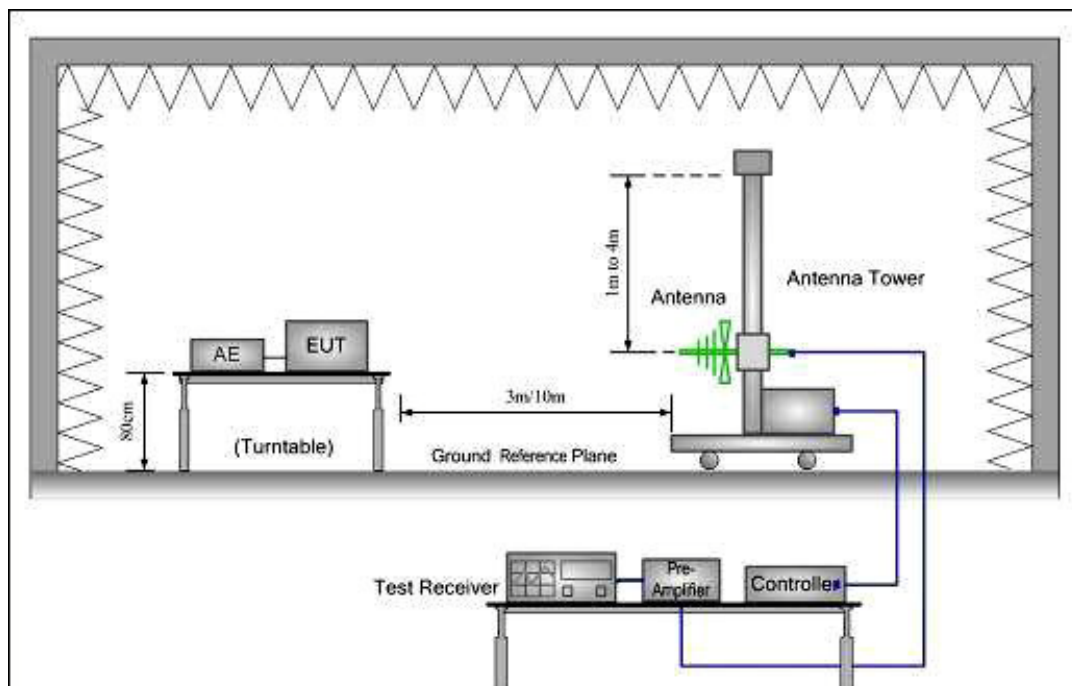 1m to 4m
Antenna
Antenna Tower
AE
EUT
80cm
3m/10m
(Turntable)
Ground Reference Plane
Test Receiver
Pre-
Amplifier
Controller